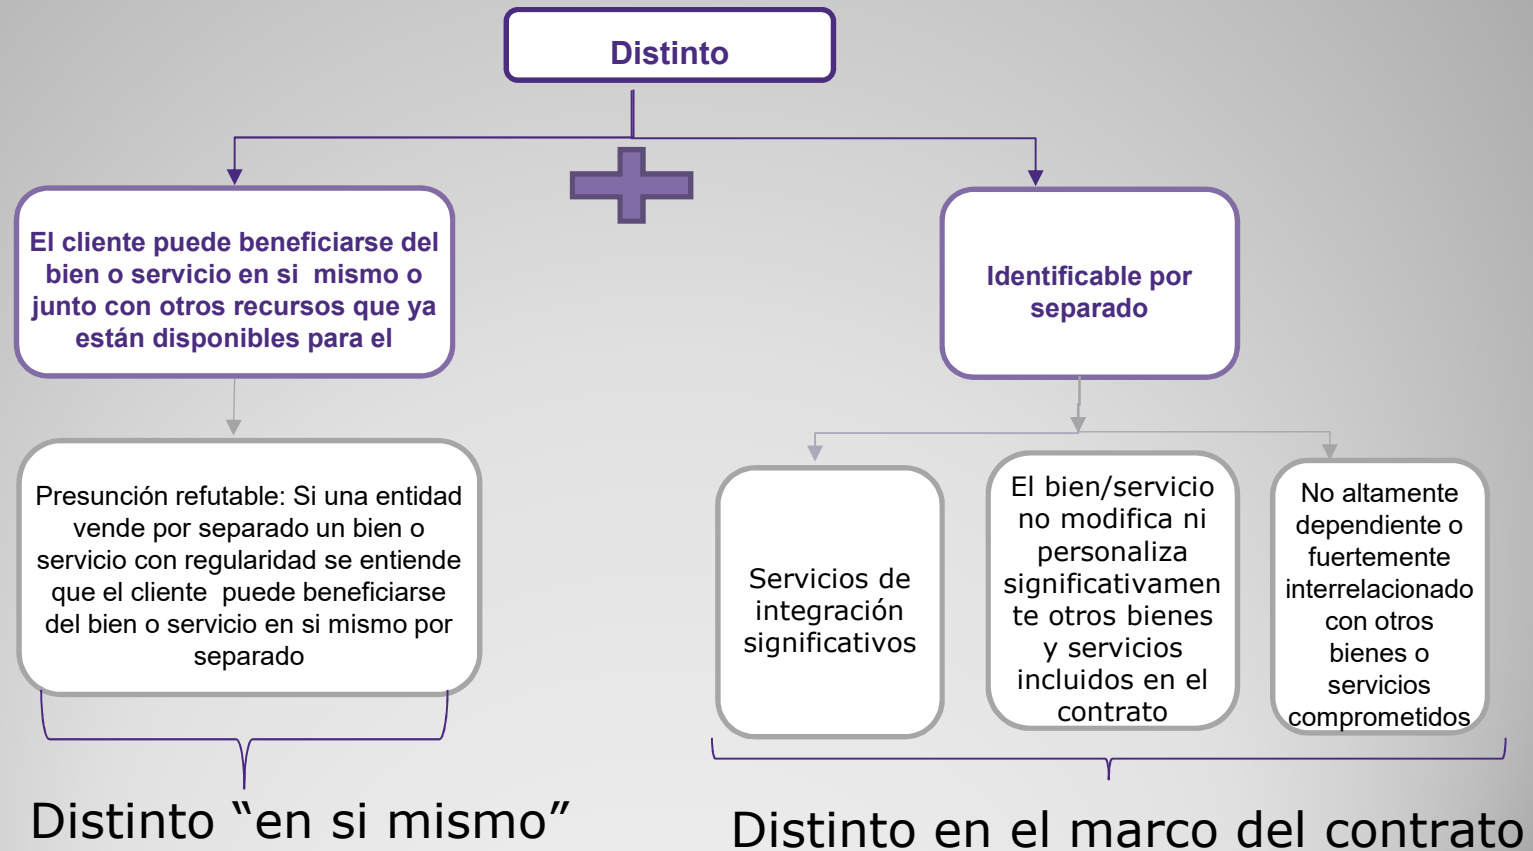 Distinto
El cliente puede beneficiarse del
bien o servicio en si mismo o
junto con otros recursos que ya
están disponibles para el
Identificable por
separado
Presunción refutable: Si una entidad
vende por separado un bien o
servicio con regularidad se entiende
que el cliente puede beneficiarse
del bien o servicio en si mismo por
separado
Servicios de
integración
significativos
El bien/servicio
no modifica ni
personaliza
significativamen
te otros bienes
y servicios
incluidos en el
contrato
No altamente
dependiente o
fuertemente
interrelacionado
con otros
bienes o
servicios
comprometidos
Distinto “en si mismo”
Distinto en el marco del contrato